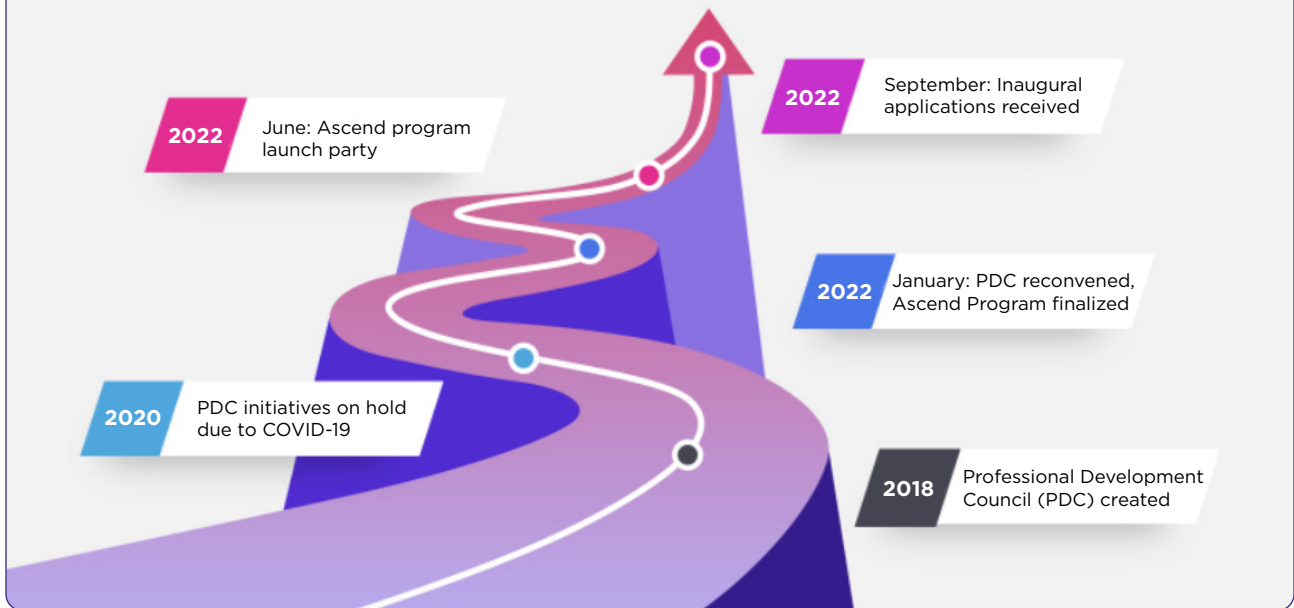 2022
September: Inaugural
applications received
2022
June: Ascend program
launch party
2022
January: PDC reconvened,
Ascend Program finalized
2020
PDC initiatives on hold
due to COVID-19
2018
Professional Development
Council (PDC) created